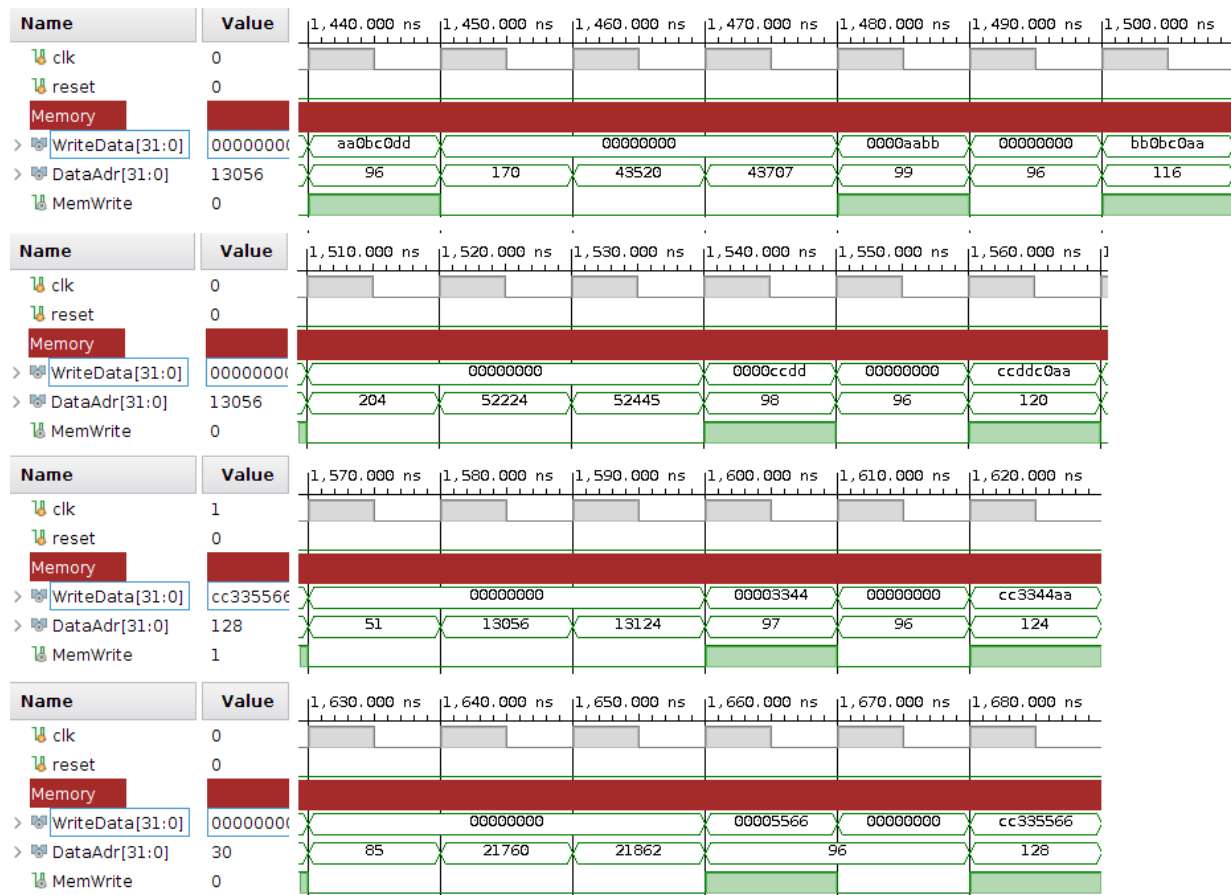 Name Value 1,440.000 ns 1,450.000 ns 1,460.000 ns 1,470.000 ns 1,480.000 ns 1,490.000 ns 1,500.000 ns
clk 0
reset 0
Memory
WriteData[31:0] 00000000 aa0bc0dd 00000000 0000aabb 00000000 bb0bc0aa
DataAdr[31:0] 13056 96 170 43520 43707 99 96 116
MemWrite 0
Name Value 1,510.000 ns 1,520.000 ns 1,530.000 ns 1,540.000 ns 1,550.000 ns 1,560.000 ns
clk 0
reset 0
Memory
WriteData[31:0] 00000000 00000000 0000ccdd 00000000 ccddc0aa
DataAdr[31:0] 13056 204 52224 52445 98 96 120
MemWrite 0
Name Value 1,570.000 ns 1,580.000 ns 1,590.000 ns 1,600.000 ns 1,610.000 ns 1,620.000 ns
clk 1
reset 0
Memory
WriteData[31:0] cc335566 00000000 00003344 00000000 cc3344aa
DataAdr[31:0] 128 51 13056 13124 97 96 124
MemWrite 1
Name Value 1,630.000 ns 1,640.000 ns 1,650.000 ns 1,660.000 ns 1,670.000 ns 1,680.000 ns
clk 0
reset 0
Memory
WriteData[31:0] 00000000 00000000 00005566 00000000 cc335566
DataAdr[31:0] 30 85 21760 21862 96 128
MemWrite 0